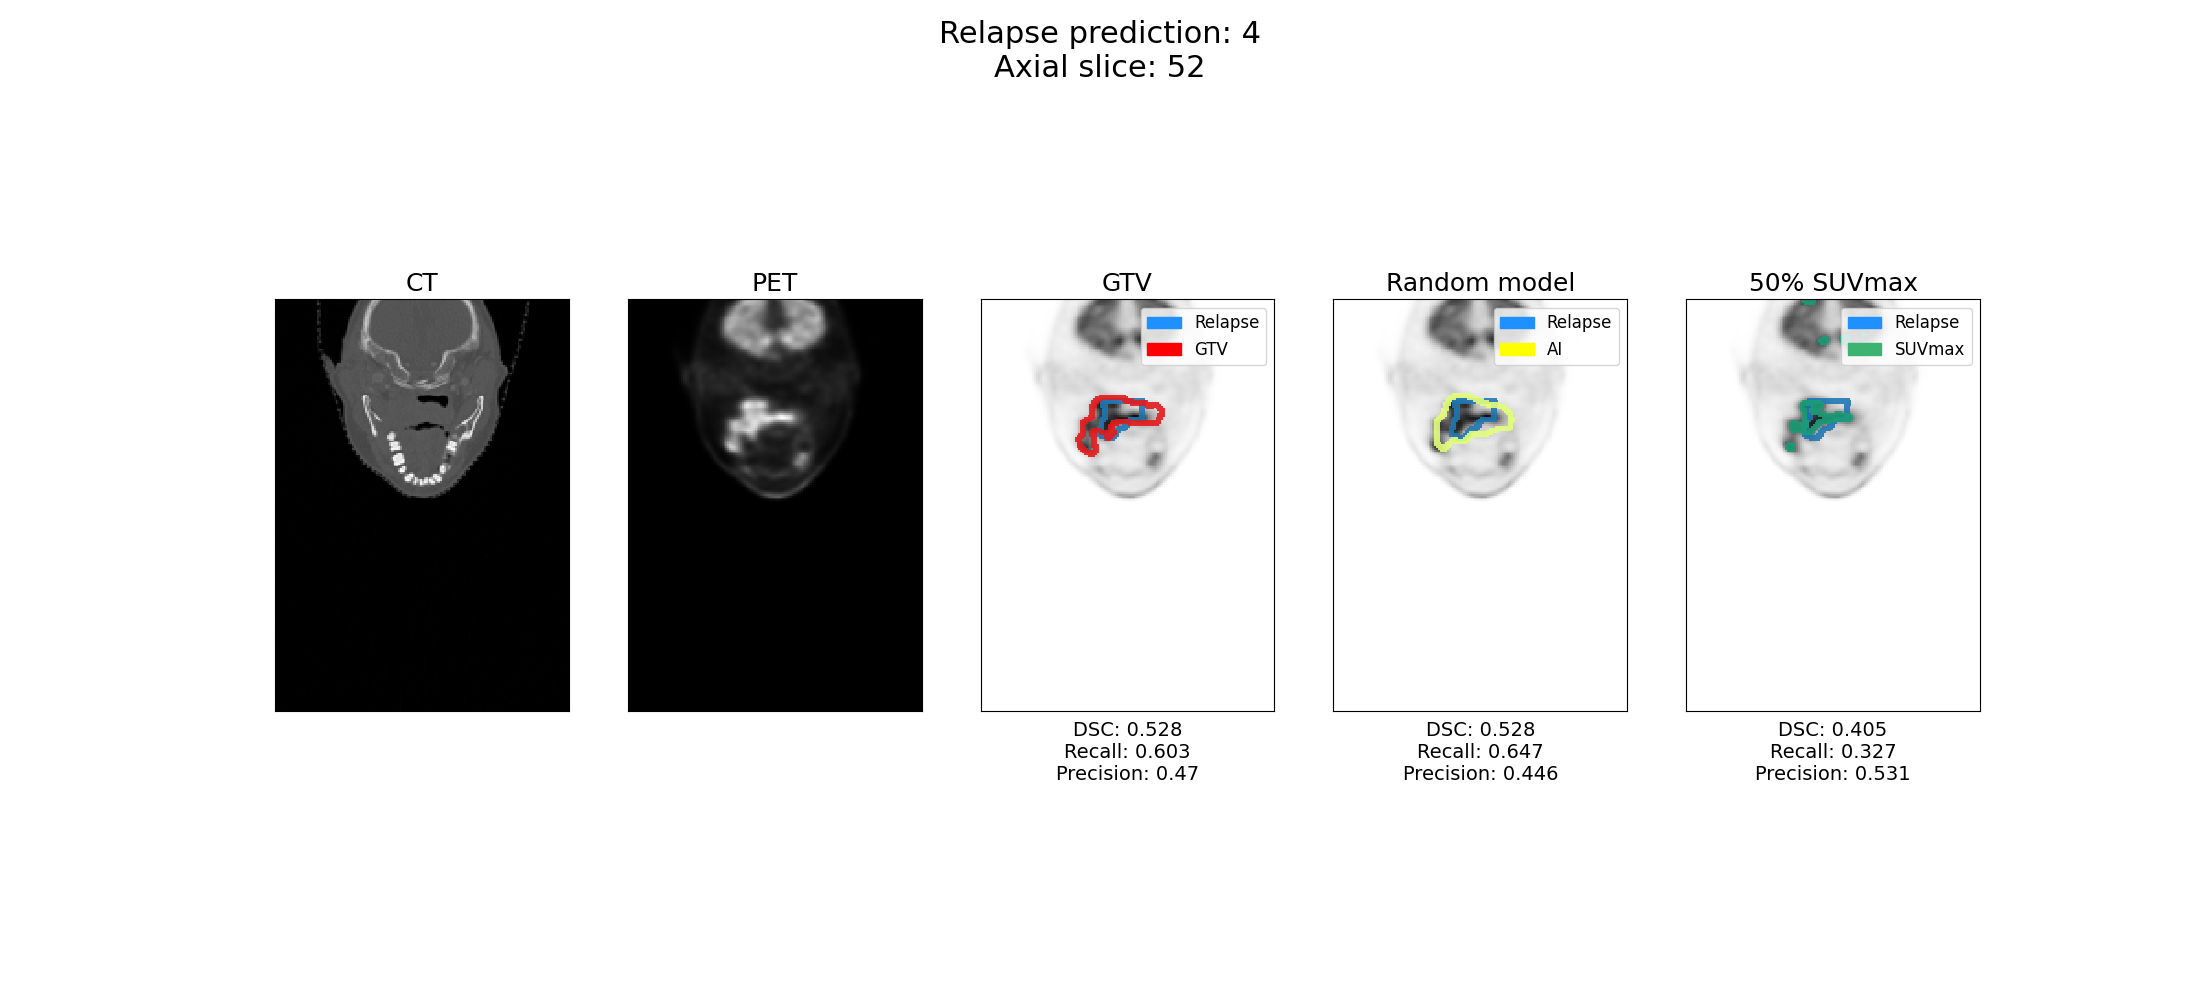 Relapse prediction: 4
Axial slice: 52
CT
PET
GTV
Random model
50% SUVmax
Relapse
GTV
Relapse
AI
Relapse
SUVmax
DSC: 0.528
Recall: 0.603
Precision: 0.47
DSC: 0.528
Recall: 0.647
Precision: 0.446
DSC: 0.405
Recall: 0.327
Precision: 0.531